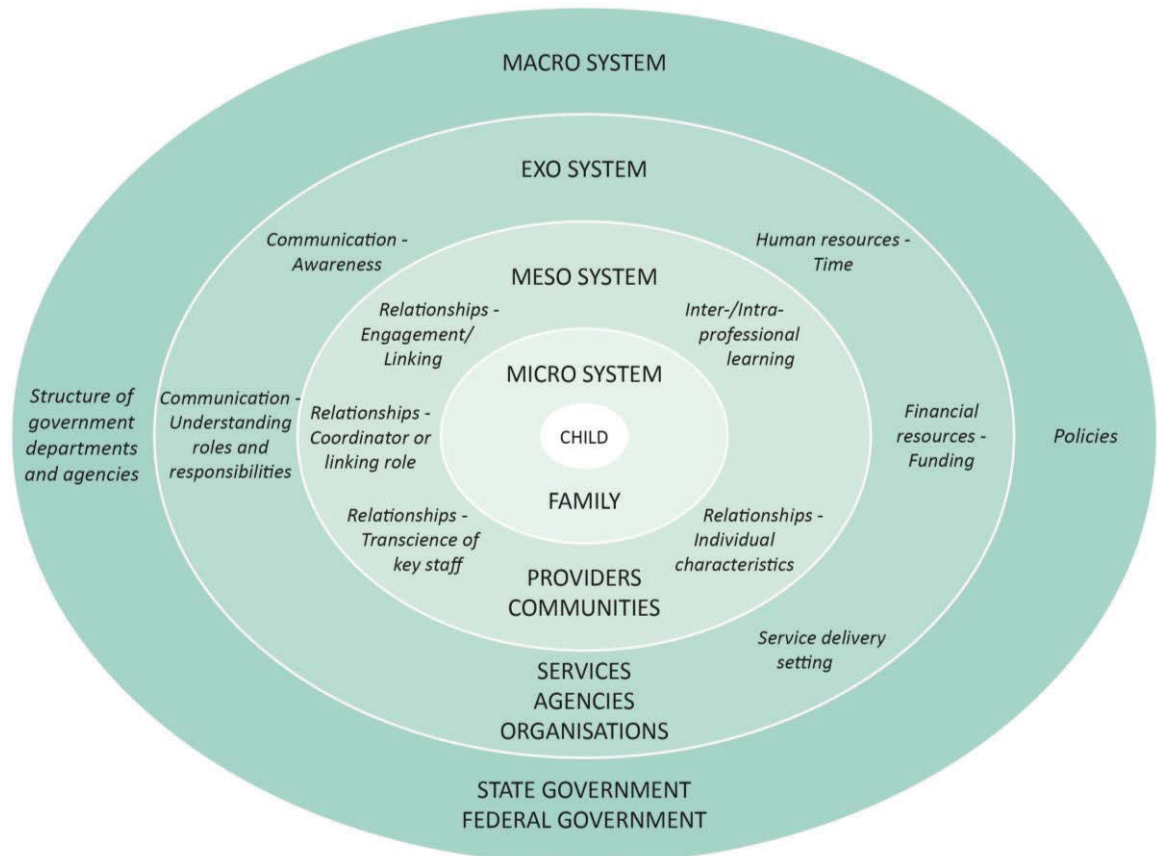 MACRO SYSTEM
EXO SYSTEM
Communication -
Awareness
Human resources -
Time
MESO SYSTEM
Relationships -
Engagement/
Linking
Inter-/Intra-
professional
learning
MICRO SYSTEM
Structure of
government
departments
and agencies
Communication -
Understanding
roles and
responsibilities
Relationships -
Coordinator or
linking role
CHILD
Financial
resources -
Funding
Policies
FAMILY
Relationships -
Transcience of
key staff
Relationships -
Individual
characteristics
PROVIDERS
COMMUNITIES
Service delivery
setting
SERVICES
AGENCIES
ORGANISATIONS
STATE GOVERNMENT
FEDERAL GOVERNMENT